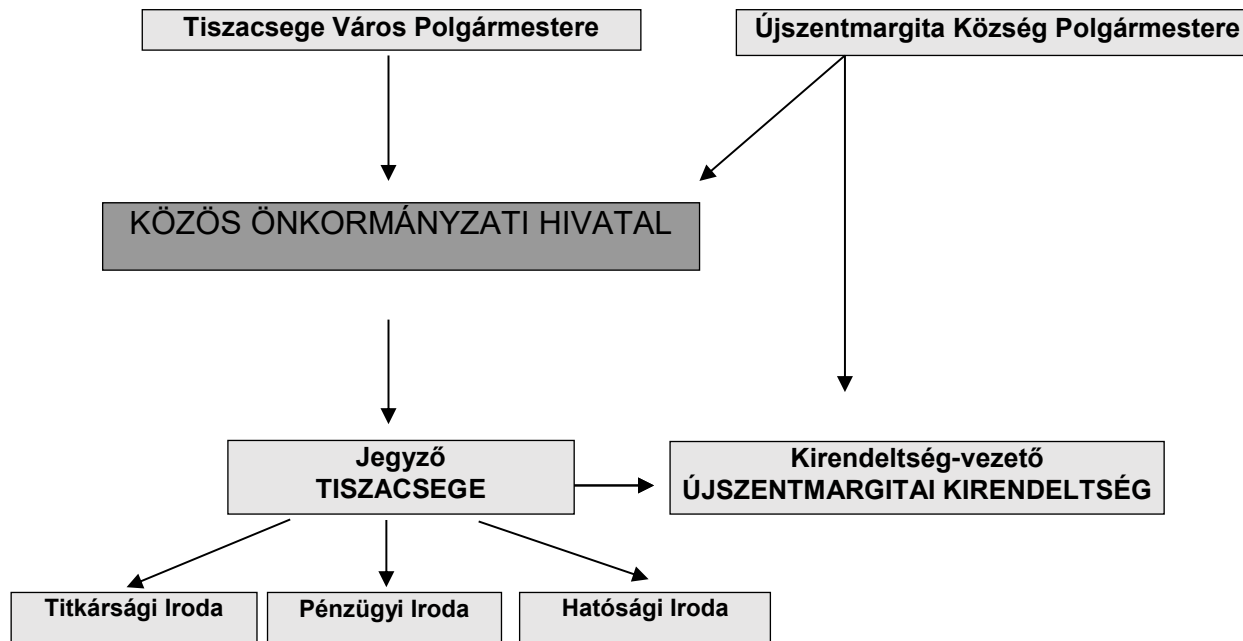 Tiszacsege Város Polgármestere
Újszentmargita Község Polgármestere
KÖZÖS ÖNKORMÁNYZATI HIVATAL
Jegyző
TISZACSEGE
Kirendeltség-vezető
ÚJSZENTMARGITAI KIRENDELTSÉG
Titkársági Iroda
Pénzügyi Iroda
Hatósági Iroda